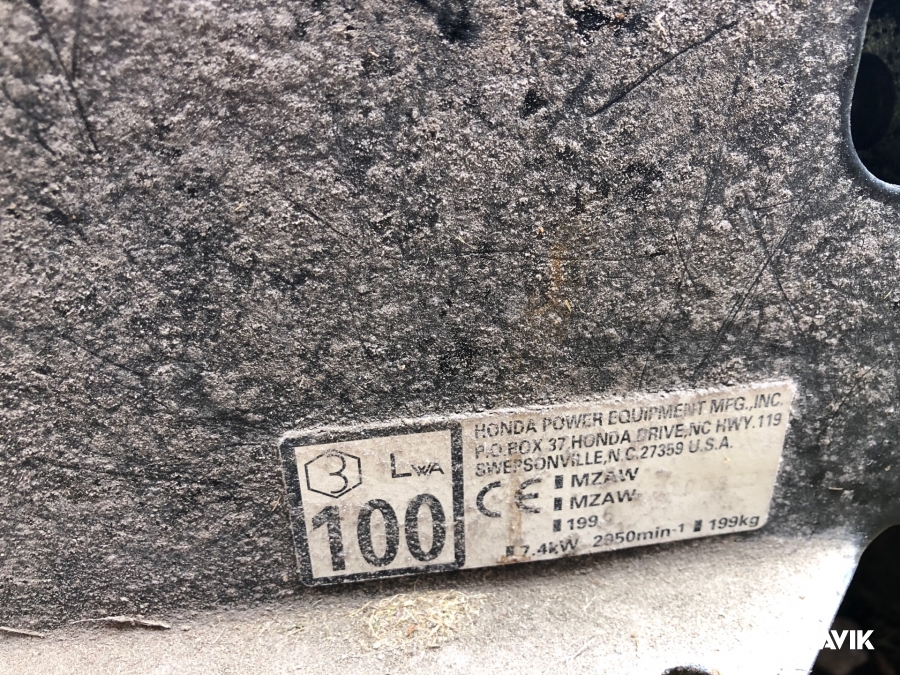 3 LWA
100
HONDA POWER EQUIPMENT MFG.,INC.
P.O.BOX 37 HONDA DRIVE,NC HWY.119
SWEPSONVILLE,N.C.27359 U.S.A.
CE
MZAW
MZAW
199
7.4kW 2950min-1 199kg
AVIK